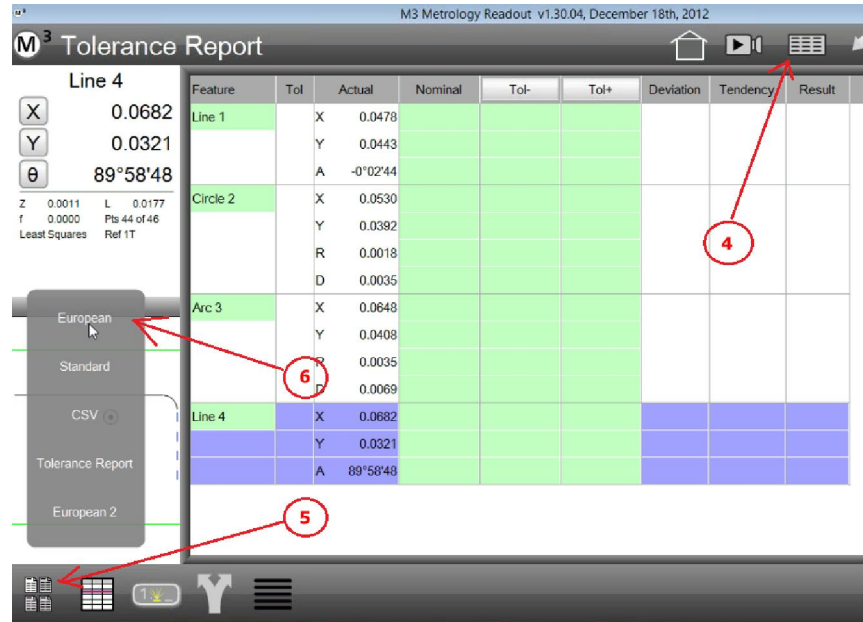 M3 Metrology Readout v1.30.04, December 18th, 2012
M³ Tolerance Report
Line 4
X 0.0682
Y 0.0321
θ 89°58'48
Z 0.0011 L 0.0177
f 0.0000 Pts 44 of 46
Least Squares Ref 1T
Feature Tol Actual Nominal Tol- Tol+ Deviation Tendency Result
Line 1 X 0.0478
Y 0.0443
A -0°02'44
Circle 2 X 0.0530
Y 0.0392
R 0.0018
D 0.0035
Arc 3 X 0.0648
Y 0.0408
R 0.0035
D 0.0069
Line 4 X 0.0682
Y 0.0321
A 89°58'48
4
European
Standard
CSV
Tolerance Report
European 2
6
5